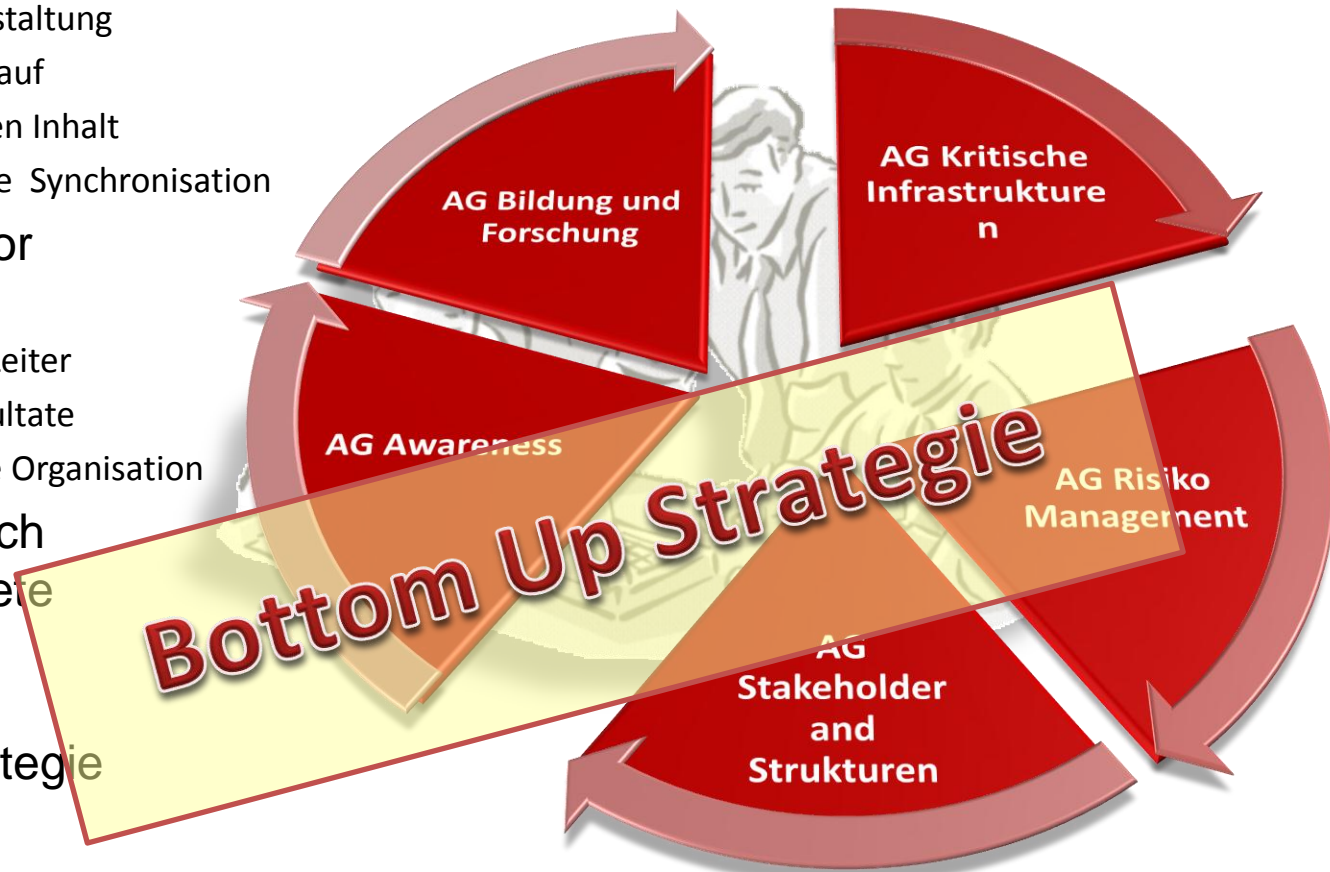 staltung
auf
en Inhalt
e Synchronisation
or
eiter
ultate
e Organisation
ch
ete
tegie
AG Bildung und
Forschung
AG Kritische
Infrastrukture
n
AG Awareness
AG Risiko
Management
AG
Stakeholder
and
Strukturen
Bottom Up Strategie